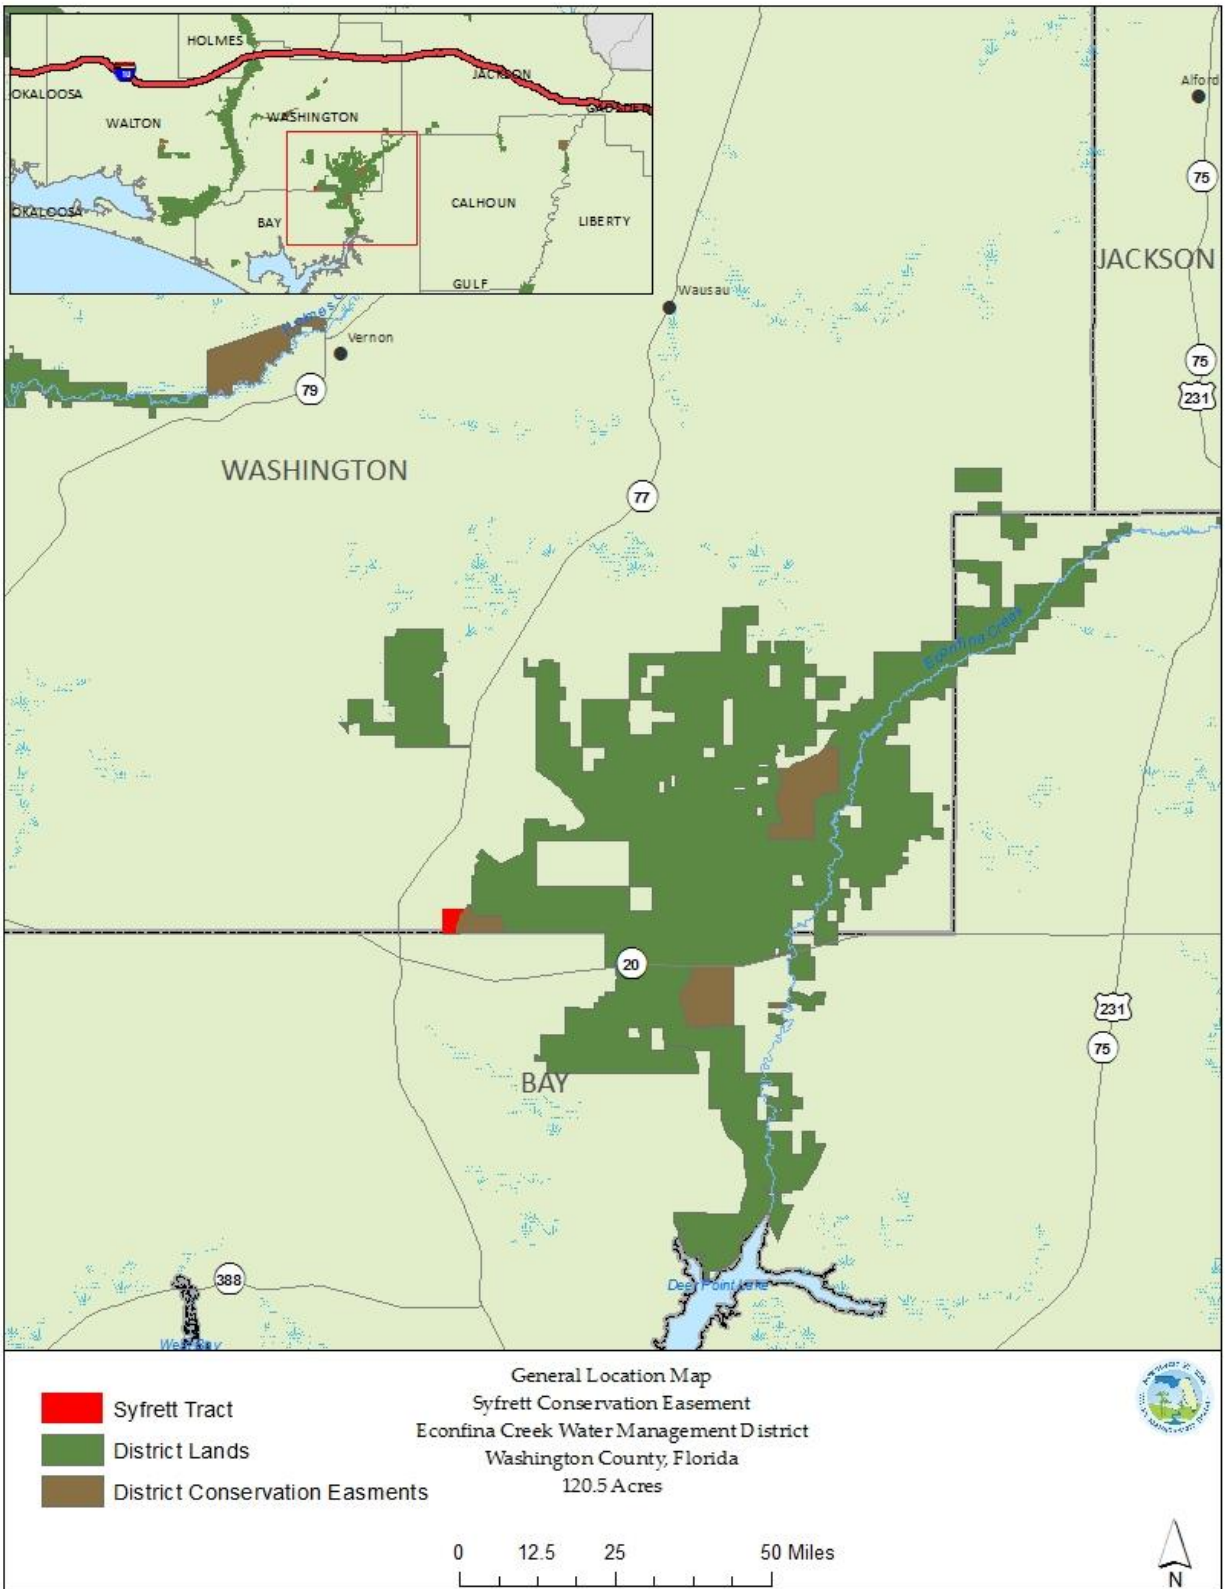 HOLMES
10
JACKSON
OKALOOSA
WALTON
WASHINGTON
OKALOOSA
BAY
CALHOUN
LIBERTY
GULF
Alford
75
JACKSON
Wausau
Vernon
79
75
231
WASHINGTON
77
Econfina Creek
20
231
75
BAY
388
Deer Point Lake
West Bay
General Location Map
Syfrett Conservation Easement
Econfina Creek Water Management District
Washington County, Florida
120.5 Acres
Syfrett Tract
District Lands
District Conservation Easments
0 12.5 25 50 Miles
N